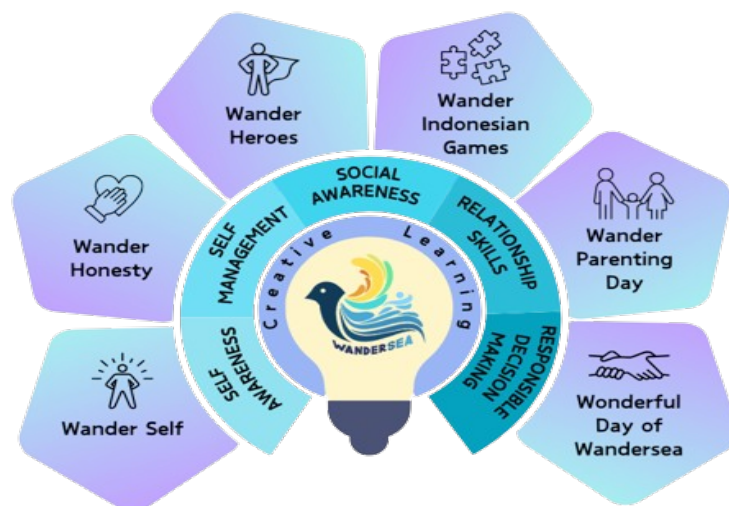 Wander
Heroes
Wander
Indonesian
Games
Wander
Honesty
Wander
Parenting
Day
Wander Self
Wonderful
Day of
Wandersea
SELF
AWARENESS
SELF
MANAGEMENT
SOCIAL
AWARENESS
RELATIONSHIP
SKILLS
RESPONSIBLE
DECISION
MAKING
Creative Learning
WANDERSEA